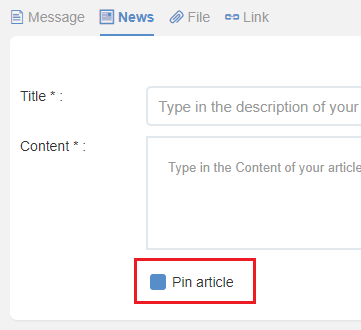 Message News File Link
Title * : Type in the description of your
Content * : Type in the Content of your article
Pin article